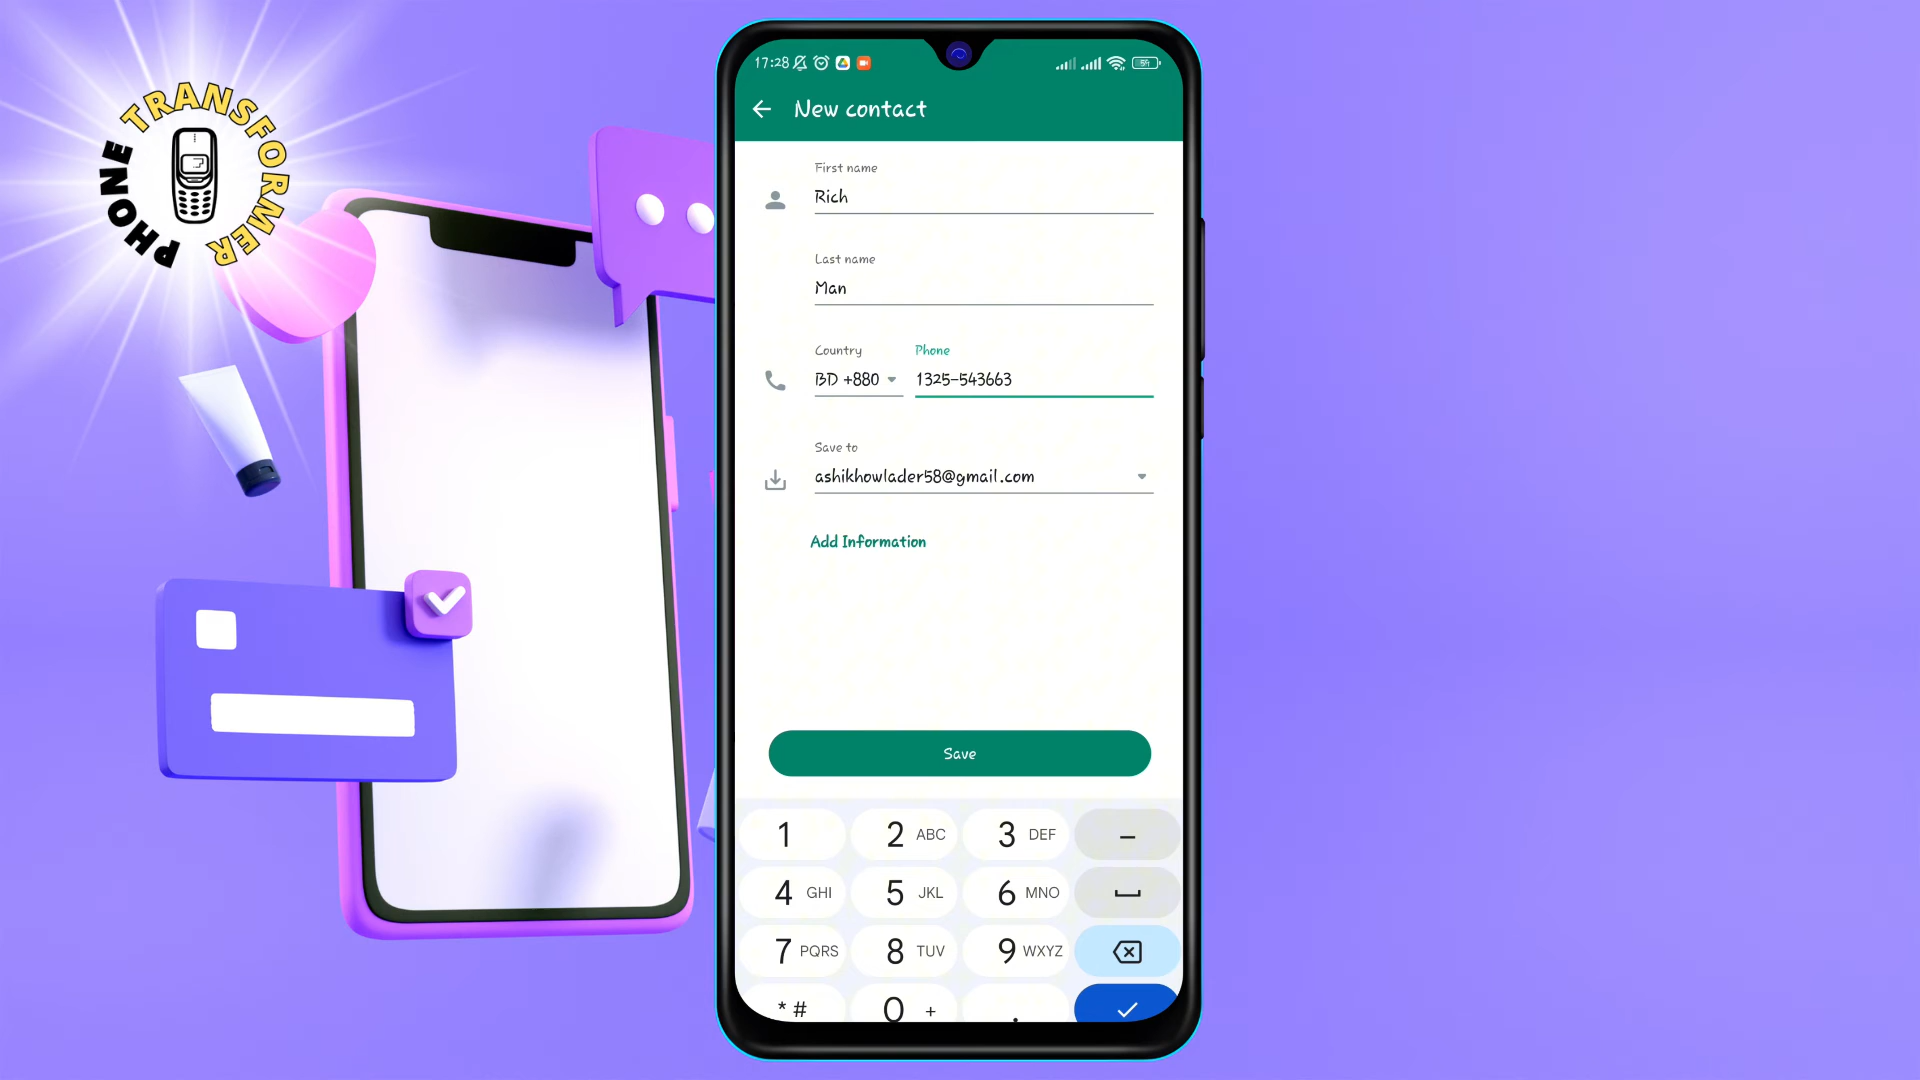 PHONE TRANSFORMER
17:28
54
New contact
First name
Rich
Last name
Man
Country
Phone
BD +880
1325-543663
Save to
ashikhowlader58@gmail.com
Add Information
Save
1
2 ABC
3 DEF
–
4 GHI
5 JKL
6 MNO
7 PQRS
8 TUV
9 WXYZ
* #
0 +
.